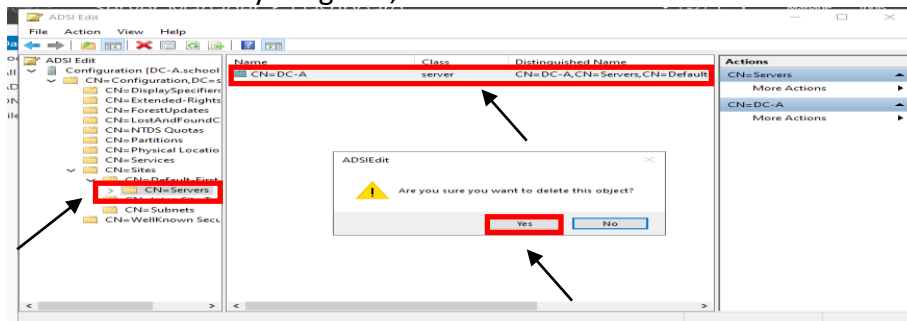 ADSI Edit
File Action View Help
ADSI Edit
Configuration [DC-A.school
CN=Configuration,DC=s
CN=DisplaySpecifiers
CN=Extended-Rights
CN=ForestUpdates
CN=LostAndFoundC
CN=NTDS Quotas
CN=Partitions
CN=Physical Locatio
CN=Services
CN=Sites
CN=Default-First
CN=Servers
CN=Subnets
CN=WellKnown Secu
Name Class Distinguished Name
CN=DC-A server CN=DC-A,CN=Servers,CN=Default
ADSIEdit
Are you sure you want to delete this object?
Yes No
Actions
CN=Servers
More Actions
CN=DC-A
More Actions